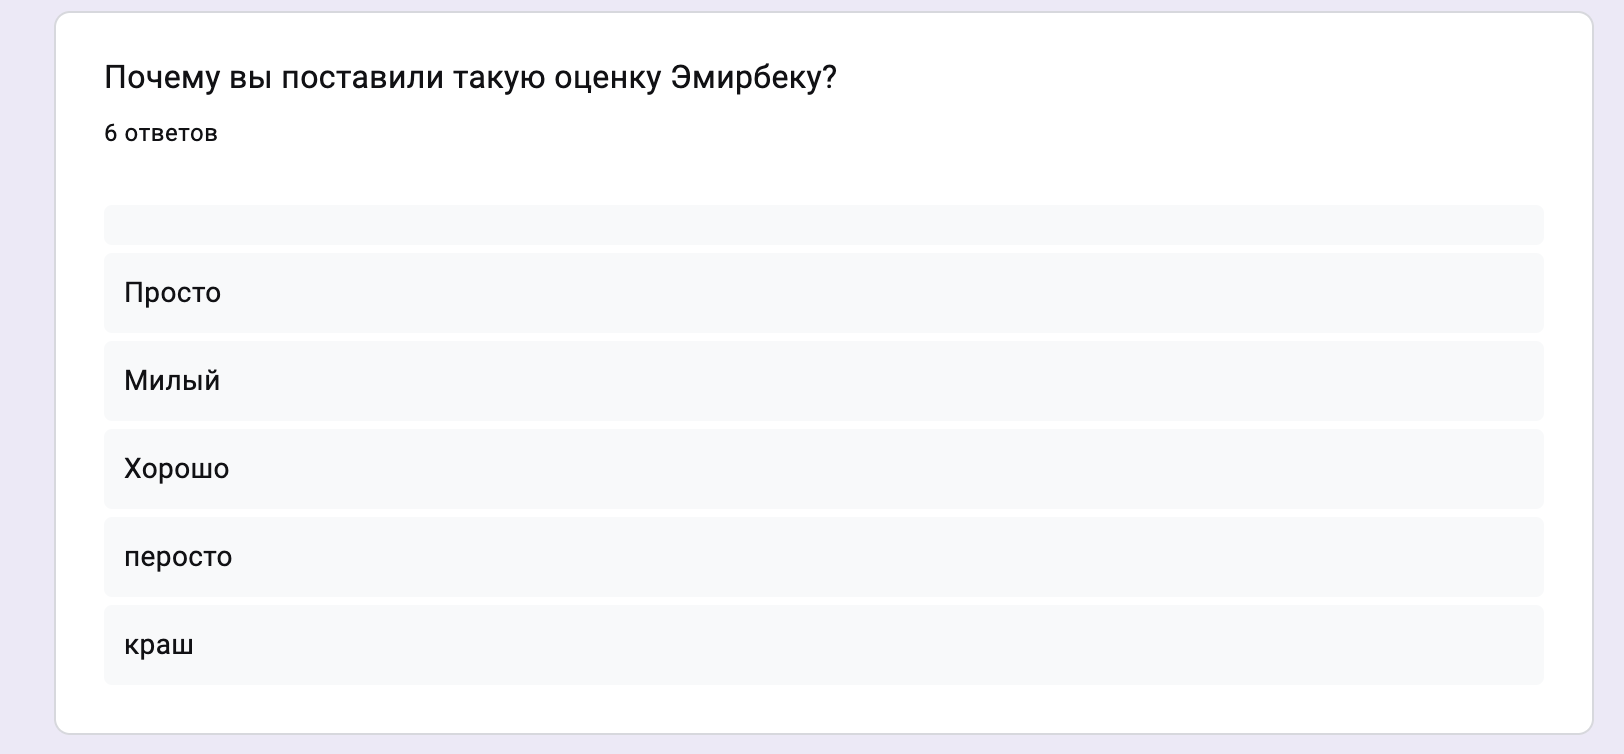 Почему вы поставили такую оценку Эмирбеку?
6 ответов
Просто
Милый
Хорошо
перосто
краш